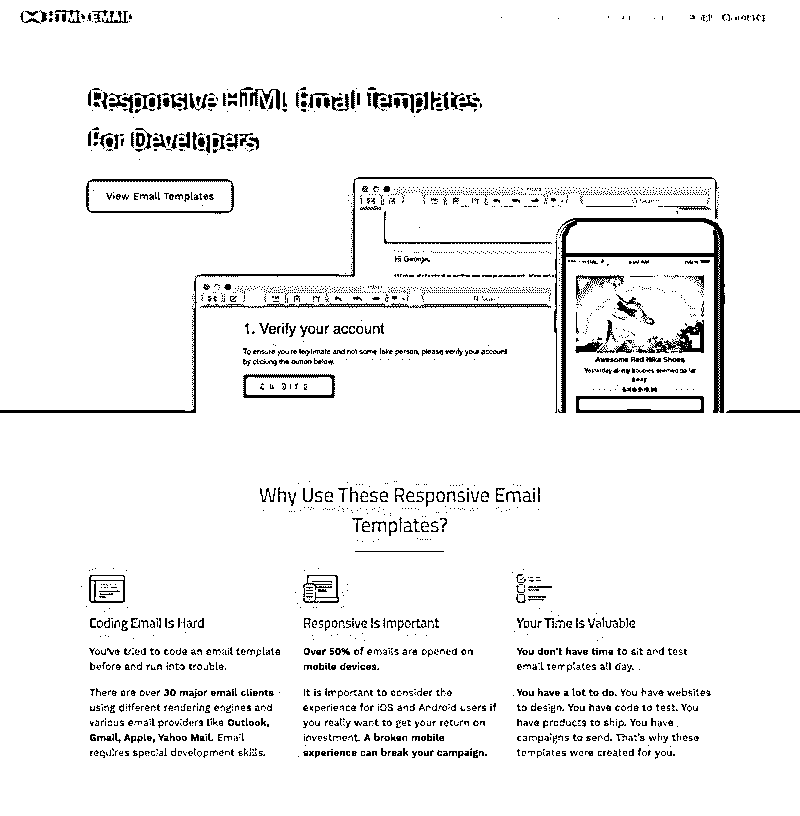 HTML EMAIL
Responsive HTML Email Templates
For Developers
View Email Templates
Hi George,
1. Verify your account
To ensure you're legitimate and not some fake person, please verify your account
by clicking the button below.
Awesome Red Nike Shoes
Yesterday all my troubles seemed so far
away
Why Use These Responsive Email
Templates?
Coding Email Is Hard
You've tried to code an email template
before and run into trouble.
There are over 30 major email clients
using different rendering engines and
various email providers like Outlook,
Gmail, Apple, Yahoo Mail. Email
requires special development skills.
Responsive Is Important
Over 50% of emails are opened on
mobile devices.
It is important to consider the
experience for iOS and Android users if
you really want to get your return on
investment. A broken mobile
experience can break your campaign.
Your Time Is Valuable
You don't have time to sit and test
email templates all day.
You have a lot to do. You have websites
to design. You have code to test. You
have products to ship. You have
campaigns to send. That's why these
templates were created for you.